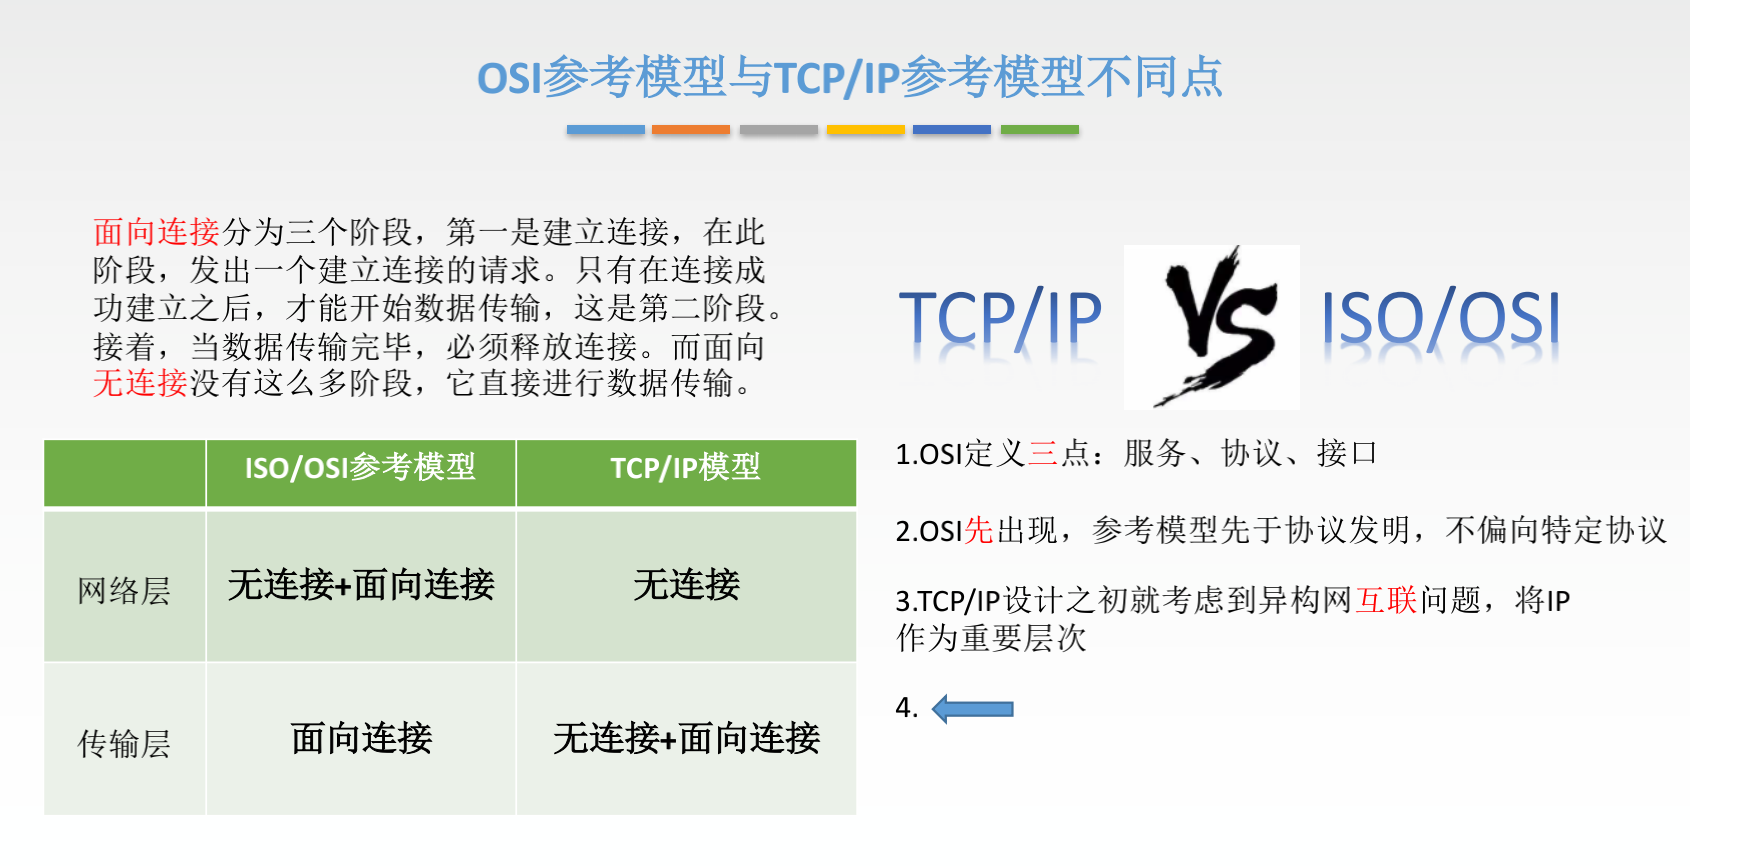 OSI参考模型与TCP/IP参考模型不同点
面向连接分为三个阶段，第一是建立连接，在此
阶段，发出一个建立连接的请求。只有在连接成
功建立之后，才能开始数据传输，这是第二阶段。
接着，当数据传输完毕，必须释放连接。而面向
无连接没有这么多阶段，它直接进行数据传输。
ISO/OSI参考模型 TCP/IP模型
网络层 无连接+面向连接 无连接
传输层 面向连接 无连接+面向连接
TCP/IP VS ISO/OSI
1.OSI定义三点：服务、协议、接口
2.OSI先出现，参考模型先于协议发明，不偏向特定协议
3.TCP/IP设计之初就考虑到异构网互联问题，将IP
作为重要层次
4.